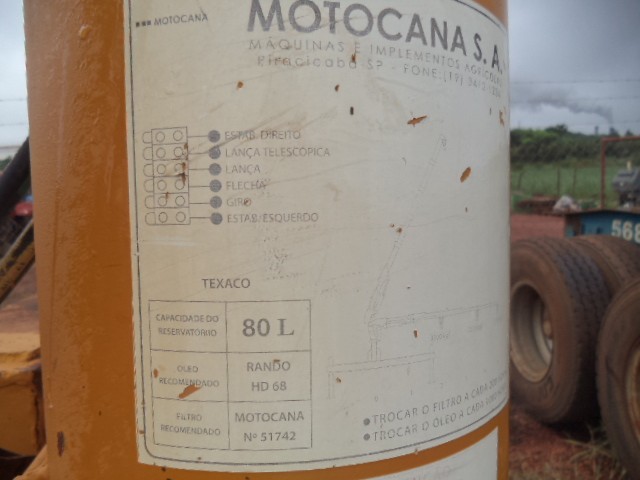 MOTOCANA
MOTOCANA S.A.
MÁQUINAS E IMPLEMENTOS AGRÍCOLAS
Piracicaba SP - FONE:(19)
ESTAB. DIREITO
LANÇA TELESCOPICA
LANÇA
FLECHA
GIRO
ESTAB. ESQUERDO
TEXACO
CAPACIDADE DO RESERVATÓRIO
80 L
ÓLEO RECOMENDADO
RANDO HD 68
FILTRO RECOMENDADO
MOTOCANA Nº 51742
TROCAR O FILTRO A CADA
TROCAR O ÓLEO A CADA
568